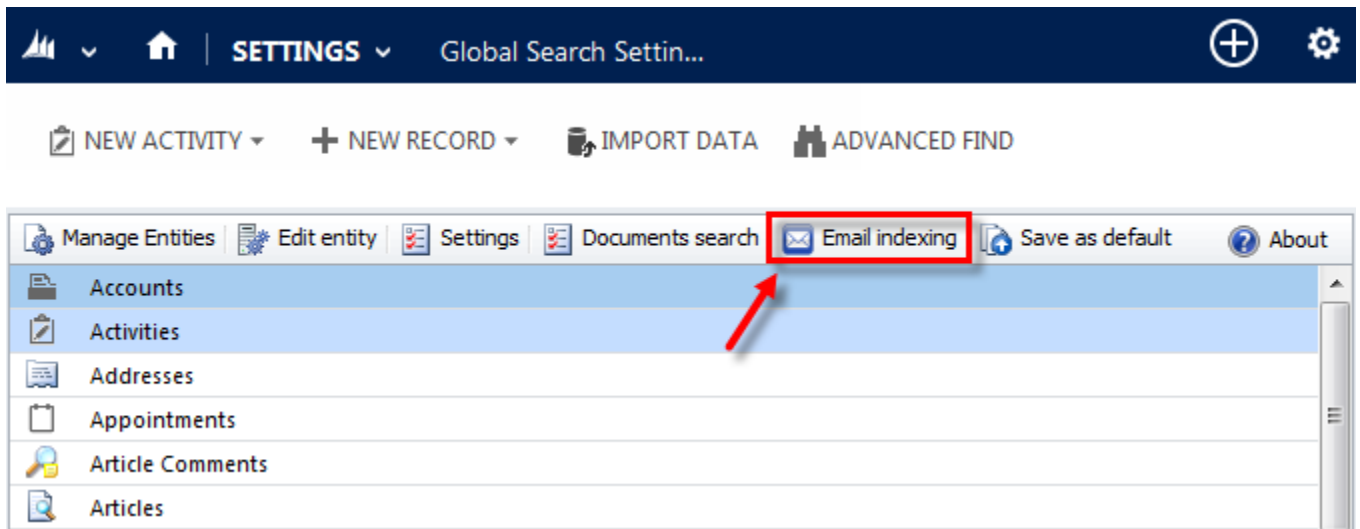 SETTINGS Global Search Settin...
NEW ACTIVITY NEW RECORD IMPORT DATA ADVANCED FIND
Manage Entities Edit entity Settings Documents search Email indexing Save as default About
Accounts
Activities
Addresses
Appointments
Article Comments
Articles